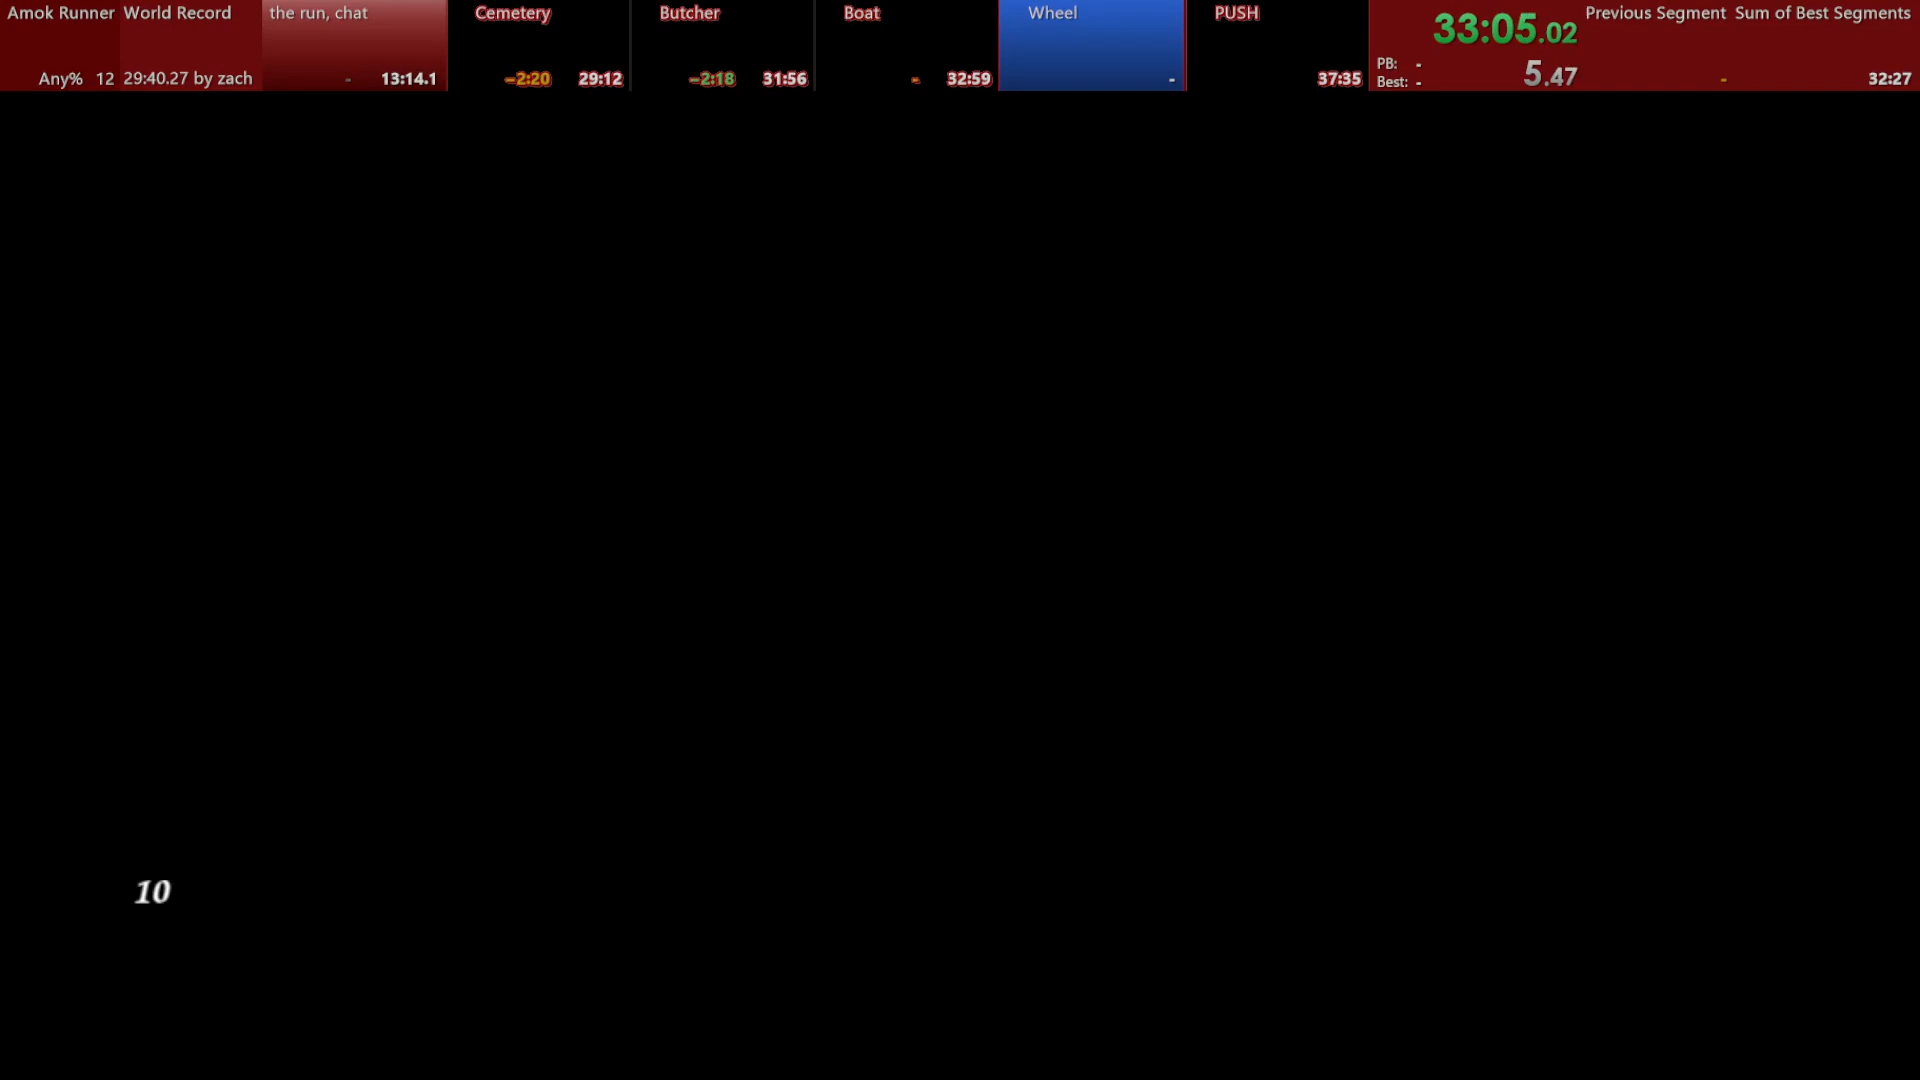 Amok Runner World Record the run, chat Cemetery Butcher Boat Wheel PUSH 33:05.02 Previous Segment Sum of Best Segments
Any% 12 29:40.27 by zach - 13:14.1 -2:20 29:12 -2:18 31:56 - 32:59 - 37:35 PB: - 5.47 - 32:27
Best: -
10